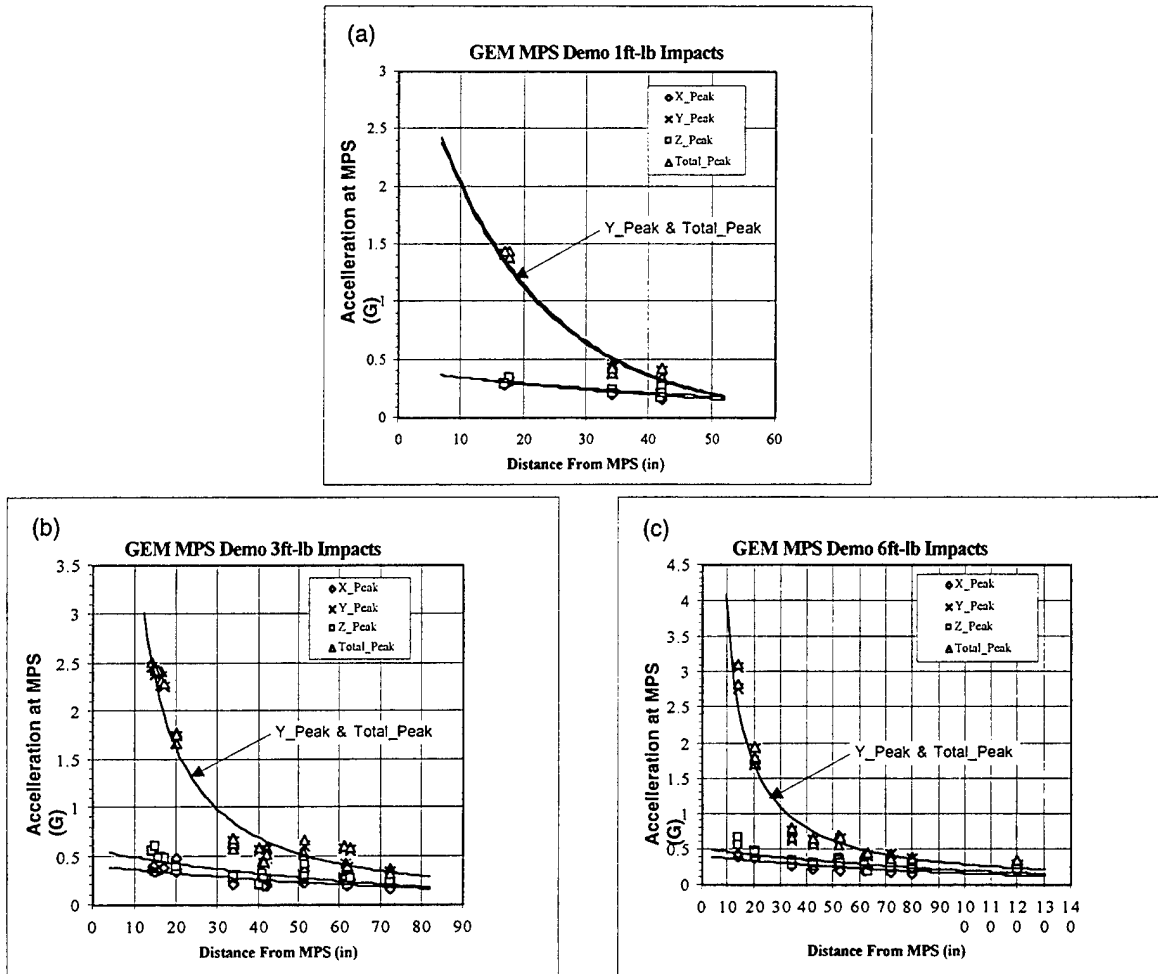 (a)
GEM MPS Demo 1ft-lb Impacts
Accelleration at MPS
(G)
3
2.5
2
1.5
1
0.5
0
X_Peak
Y_Peak
Z_Peak
Total_Peak
Y_Peak & Total_Peak
0 10 20 30 40 50 60
Distance From MPS (in)
(b)
GEM MPS Demo 3ft-lb Impacts
Accelleration at MPS
(G)
3.5
3
2.5
2
1.5
1
0.5
0
X_Peak
Y_Peak
Z_Peak
Total_Peak
Y_Peak & Total_Peak
0 10 20 30 40 50 60 70 80 90
Distance From MPS (in)
(c)
GEM MPS Demo 6ft-lb Impacts
Accelleration at MPS
(G)
4.5
4
3.5
3
2.5
2
1.5
1
0.5
0
X_Peak
Y_Peak
Z_Peak
Total_Peak
Y_Peak & Total_Peak
0 10 20 30 40 50 60 70 80 90 10 11 12 13 14
0 0 0 0 0
Distance From MPS (in)